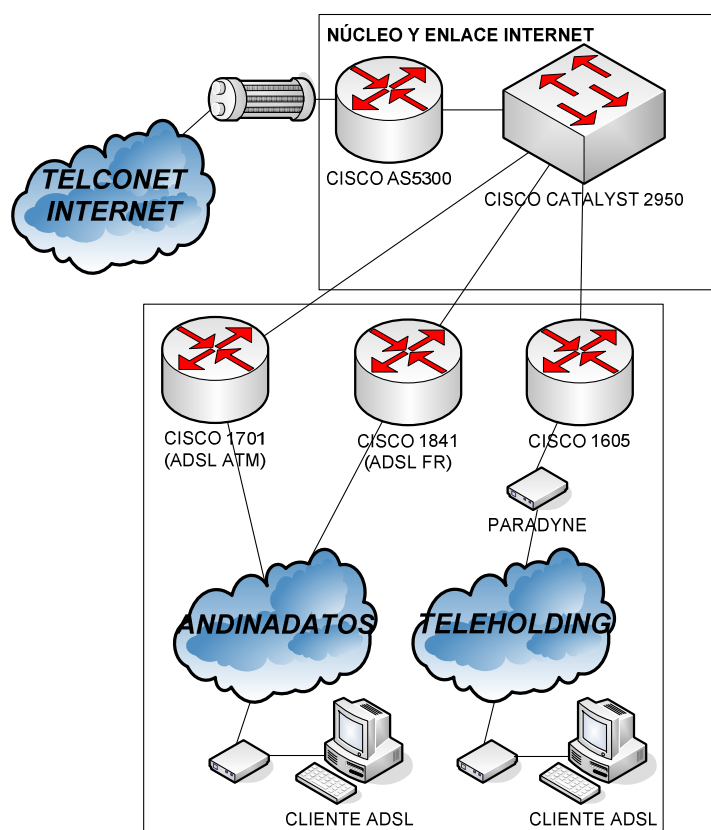 NÚCLEO Y ENLACE INTERNET
TELCONET
INTERNET
CISCO AS5300
CISCO CATALYST 2950
CISCO 1701
(ADSL ATM)
CISCO 1841
(ADSL FR)
CISCO 1605
PARADYNE
ANDINADATOS
TELEHOLDING
CLIENTE ADSL
CLIENTE ADSL